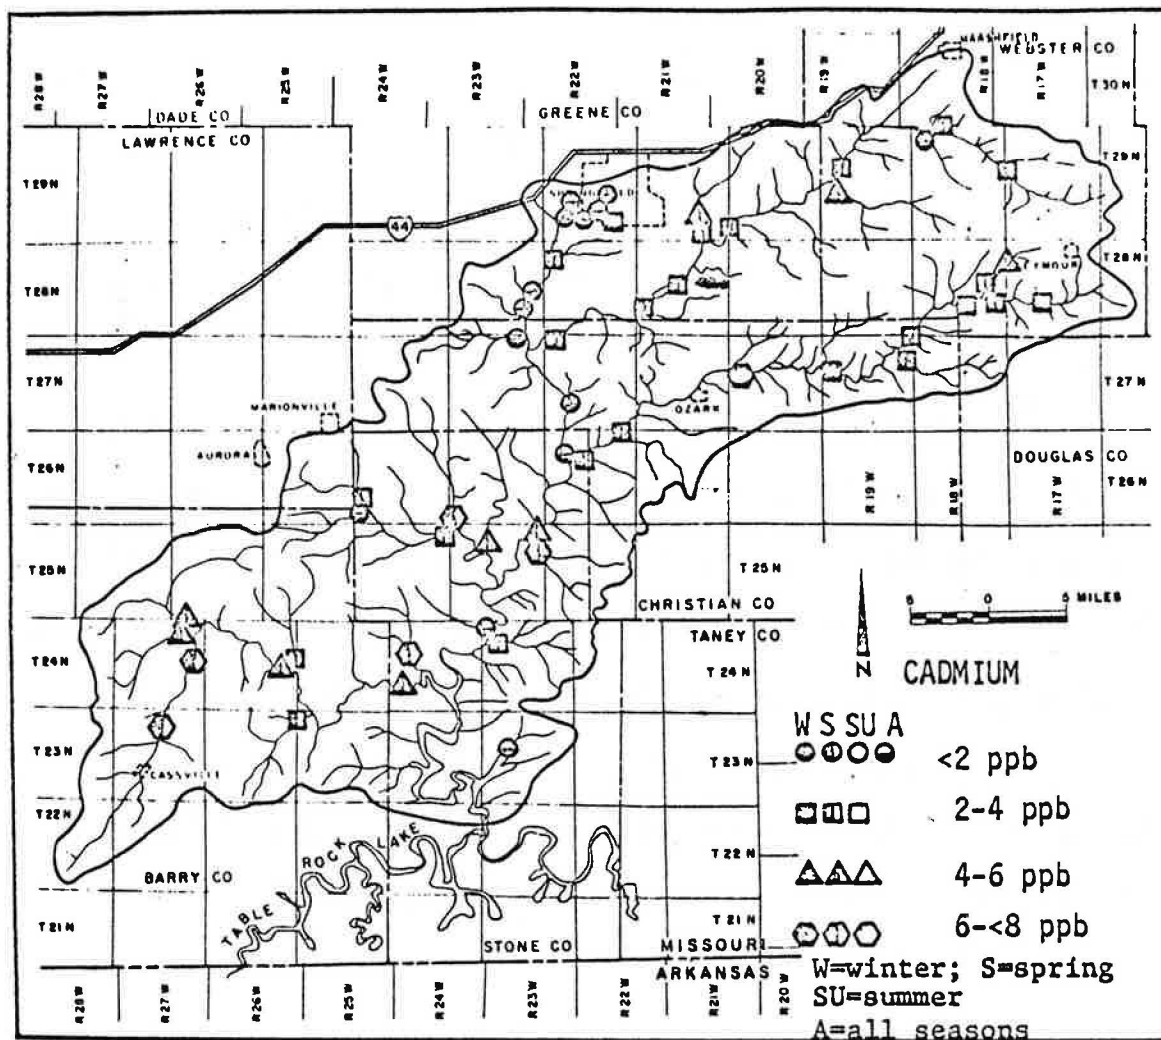 MARSHFIELD
WEBSTER CO
R28W
R27W
R26W
R25W
R24W
R23W
R22W
R21W
R20W
R19W
R18W
R17W
T30N
DADE CO
GREENE CO
LAWRENCE CO
T29N
T29N
44
T28N
T28N
T27N
T27N
MARIONVILLE
OZARK
AURORA
T26N
DOUGLAS CO
T26N
R19W
R18W
R17W
T25N
T25N
CHRISTIAN CO
5 0 5 MILES
TANEY CO
N
CADMIUM
T24N
T24N
W S SU A
T23N
CASSVILLE
T23N
<2 ppb
T22N
2-4 ppb
T22N
BARRY CO
TABLE ROCK LAKE
4-6 ppb
T21N
T21N
STONE CO
MISSOURI
ARKANSAS
6-<8 ppb
W=winter; S=spring
SU=summer
A=all seasons
R28W
R27W
R26W
R25W
R24W
R23W
R22W
R21W
R20W